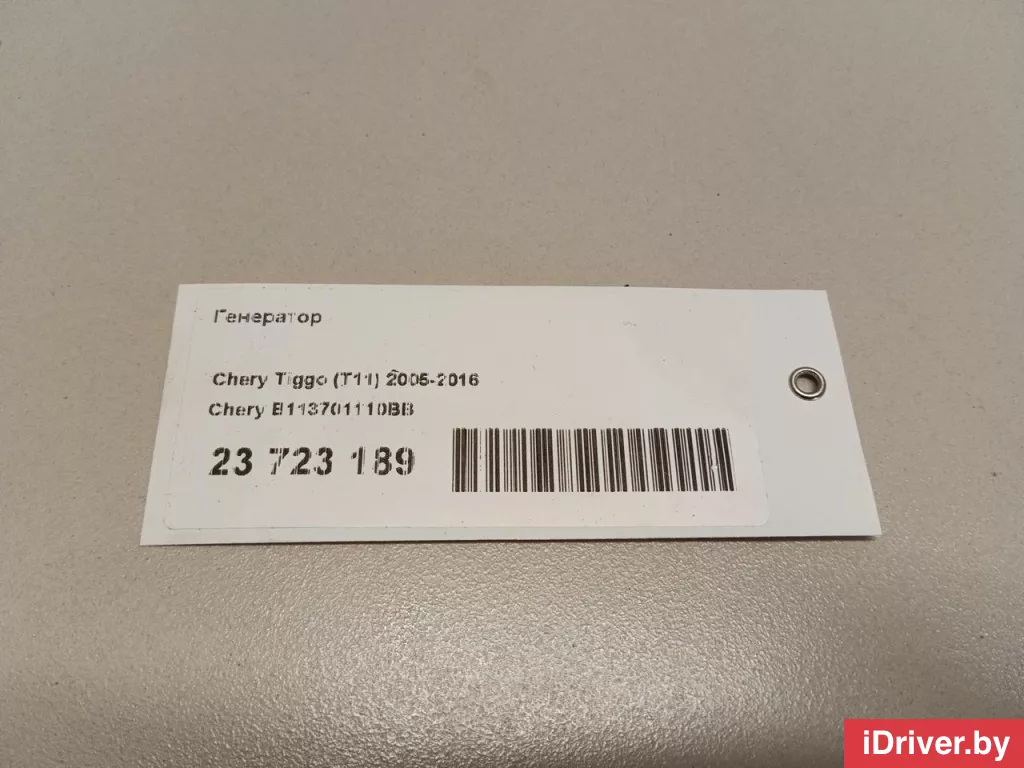 Генератор
Chery Tiggo (T11) 2005-2016
Chery B113701110BB
23 723 189
iDriver.by